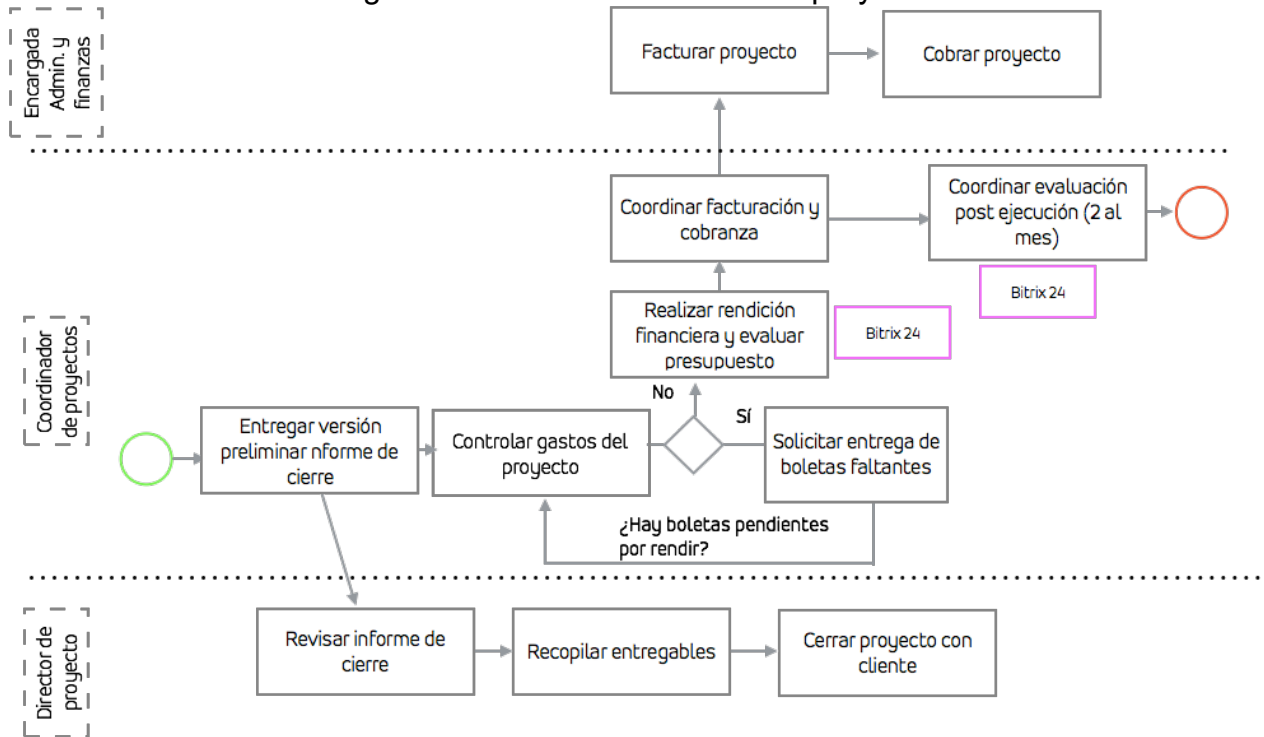 Encargada
Admin. y
finanzas
Facturar proyecto
Cobrar proyecto
Coordinar facturación y
cobranza
Coordinar evaluación
post ejecución (2 al
mes)
Bitrix 24
Realizar rendición
financiera y evaluar
presupuesto
Bitrix 24
Coordinador
de proyectos
No
Sí
Entregar versión
preliminar nforme de
cierre
Controlar gastos del
proyecto
Solicitar entrega de
boletas faltantes
¿Hay boletas pendientes
por rendir?
Director de
proyecto
Revisar informe de
cierre
Recopilar entregables
Cerrar proyecto con
cliente